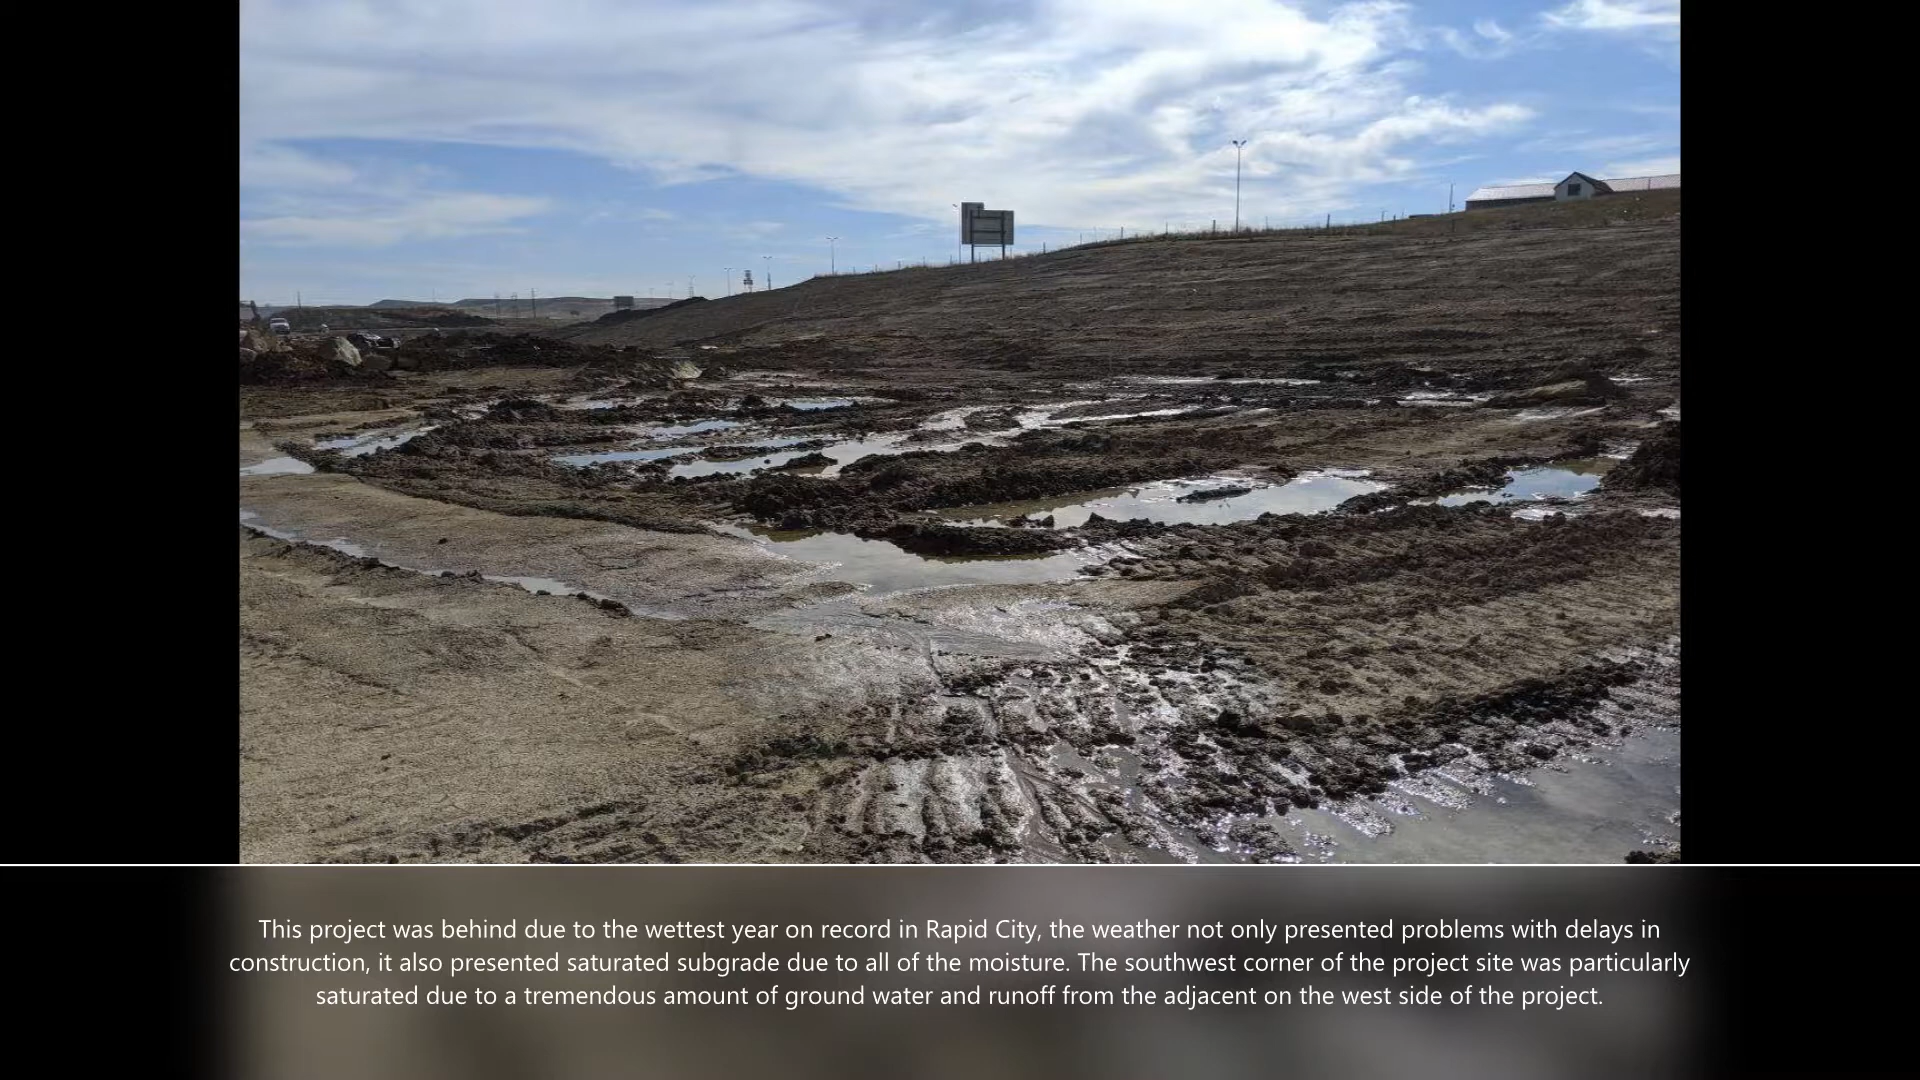 This project was behind due to the wettest year on record in Rapid City, the weather not only presented problems with delays in
construction, it also presented saturated subgrade due to all of the moisture. The southwest corner of the project site was particularly
saturated due to a tremendous amount of ground water and runoff from the adjacent on the west side of the project.